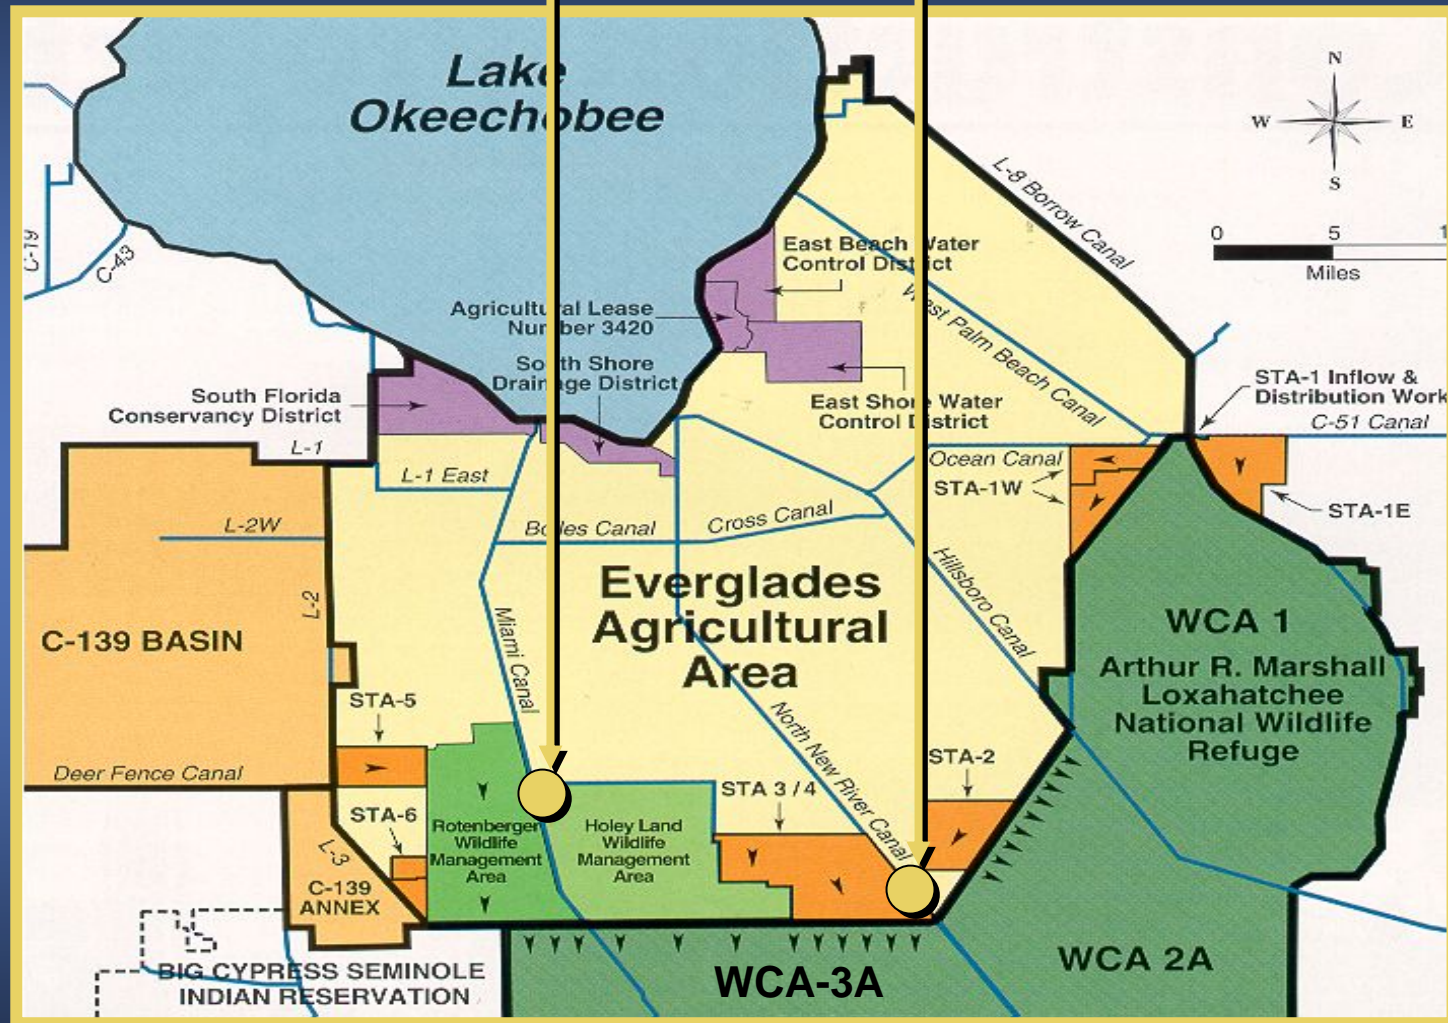 Lake
Okeechobee
N
W
E
S
0
5
1
Miles
L-8 Borrow Canal
C-19
C-43
East Beach Water
Control District
Agricultural Lease
Number 3420
West Palm Beach Canal
South Shore
Drainage District
South Florida
Conservancy District
East Shore Water
Control District
STA-1 Inflow &
Distribution Work
C-51 Canal
L-1
L-1 East
Ocean Canal
STA-1W
STA-1E
L-2W
Bolles Canal
Cross Canal
Hillsboro Canal
Everglades
Agricultural
Area
L-2
C-139 BASIN
Miami Canal
WCA 1
Arthur R. Marshall
Loxahatchee
National Wildlife
Refuge
STA-5
North New River Canal
Deer Fence Canal
STA-2
STA 3 / 4
STA-6
Rotenberger
Wildlife
Management
Area
Holey Land
Wildlife
Management
Area
L-3
C-139
ANNEX
BIG CYPRESS SEMINOLE
INDIAN RESERVATION
WCA-3A
WCA 2A